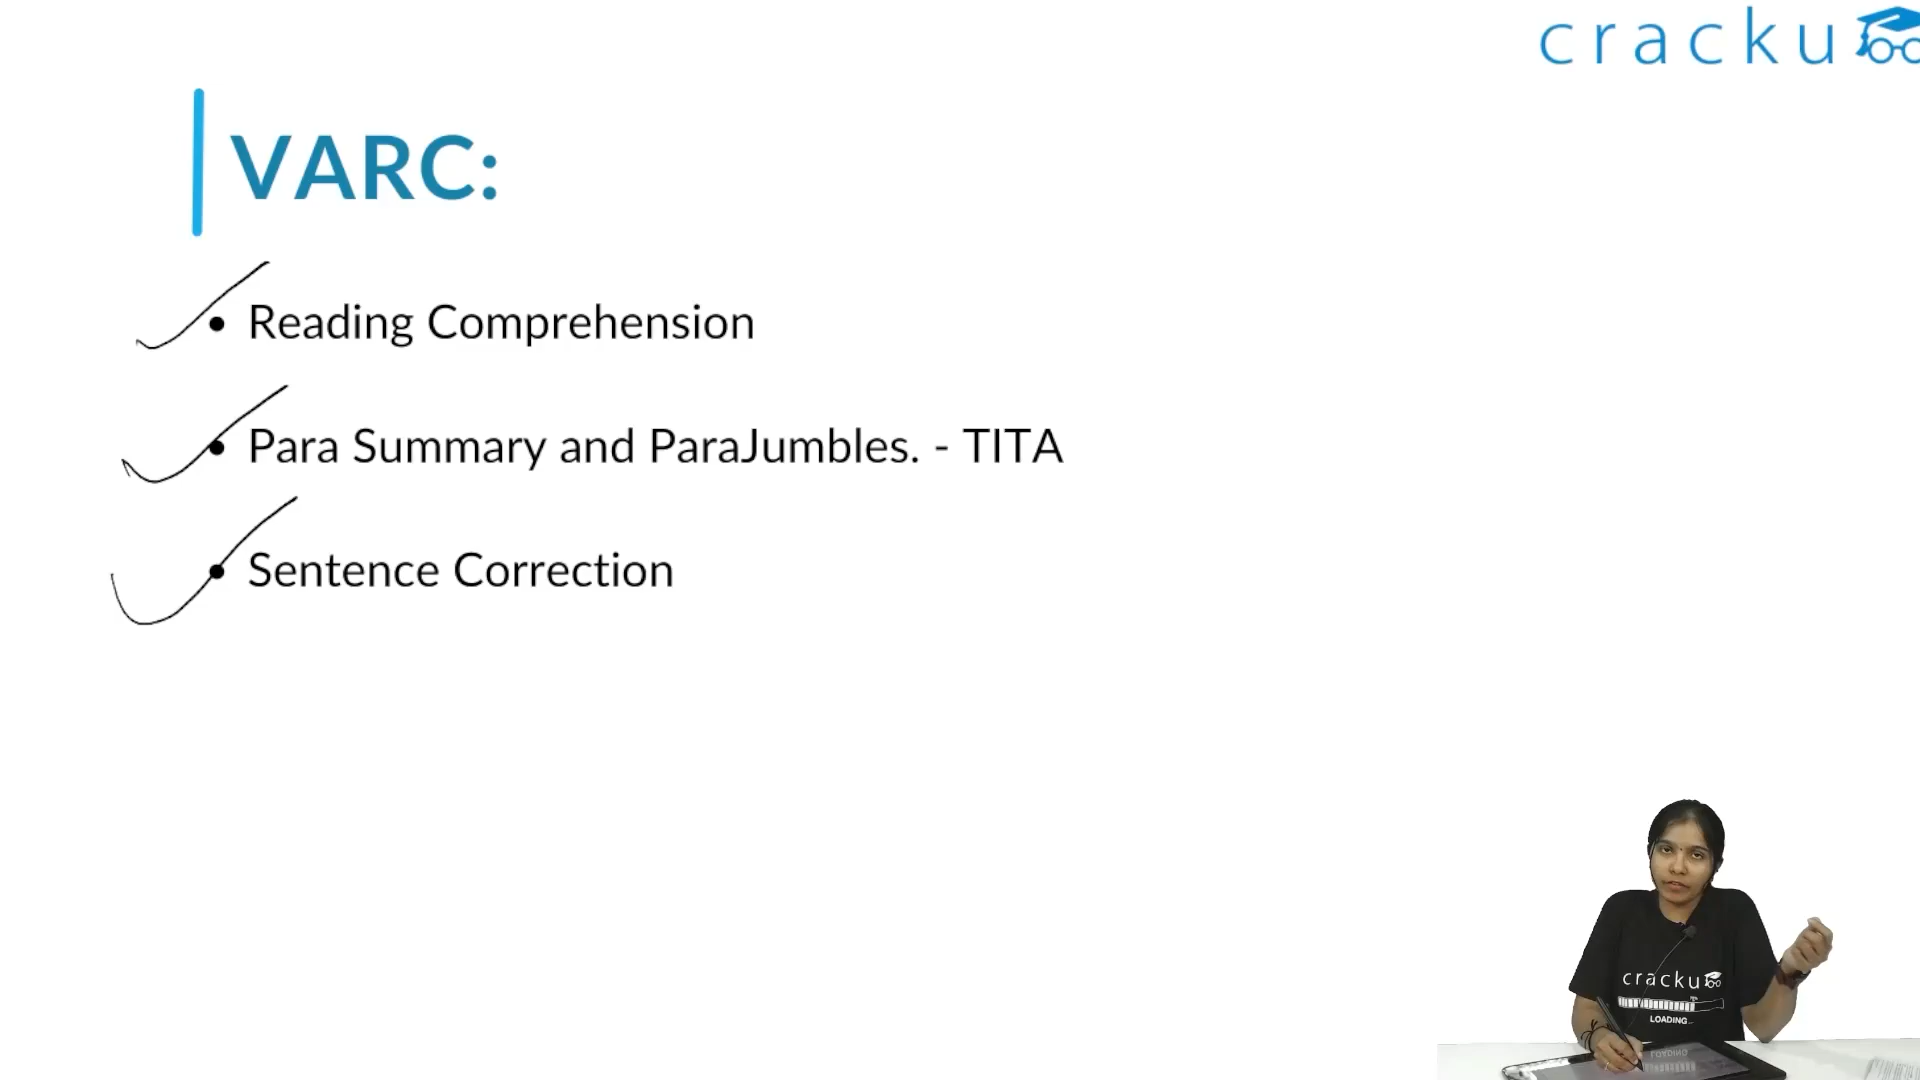 cracku
VARC:
• Reading Comprehension
• Para Summary and ParaJumbles. - TITA
• Sentence Correction
cracku
LOADING